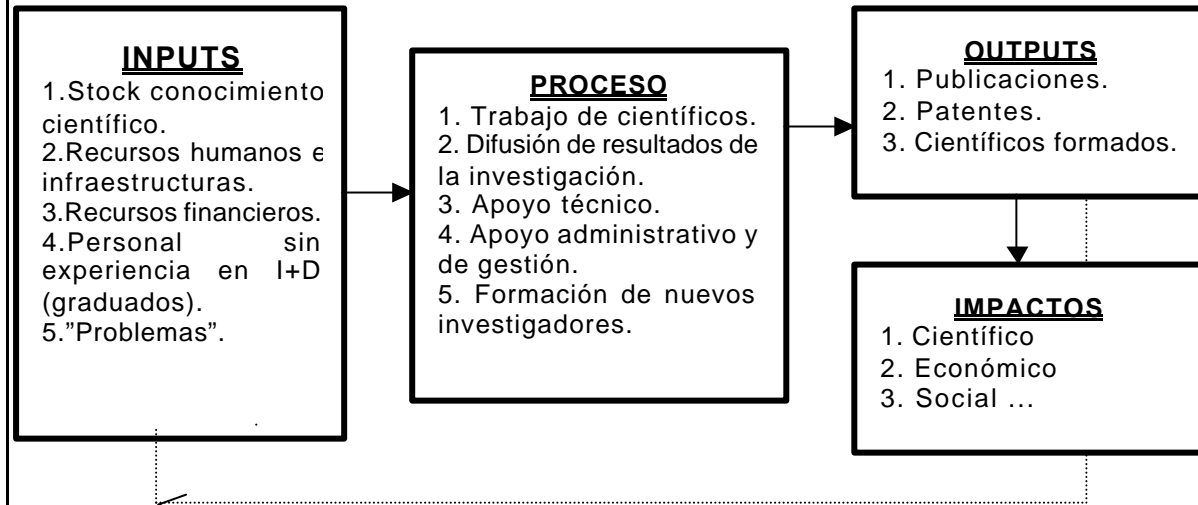 INPUTS
1.Stock conocimiento
científico.
2.Recursos humanos e
infraestructuras.
3.Recursos financieros.
4.Personal sin
experiencia en I+D
(graduados).
5.”Problemas”.
PROCESO
1. Trabajo de científicos.
2. Difusión de resultados de
la investigación.
3. Apoyo técnico.
4. Apoyo administrativo y
de gestión.
5. Formación de nuevos
investigadores.
OUTPUTS
1. Publicaciones.
2. Patentes.
3. Científicos formados.
IMPACTOS
1. Científico
2. Económico
3. Social ...